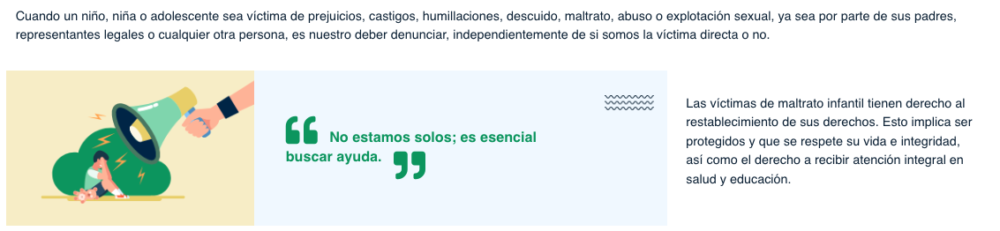 Cuando un niño, niña o adolescente sea víctima de prejuicios, castigos, humillaciones, descuido, maltrato, abuso o explotación sexual, ya sea por parte de sus padres,
representantes legales o cualquier otra persona, es nuestro deber denunciar, independientemente de si somos la víctima directa o no.
“ No estamos solos; es esencial
buscar ayuda. ”
Las víctimas de maltrato infantil tienen derecho al
restablecimiento de sus derechos. Esto implica ser
protegidos y que se respete su vida e integridad,
así como el derecho a recibir atención integral en
salud y educación.